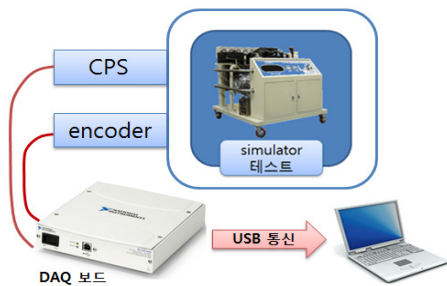 CPS
encoder
simulator
테스트
USB 통신
DAQ 보드